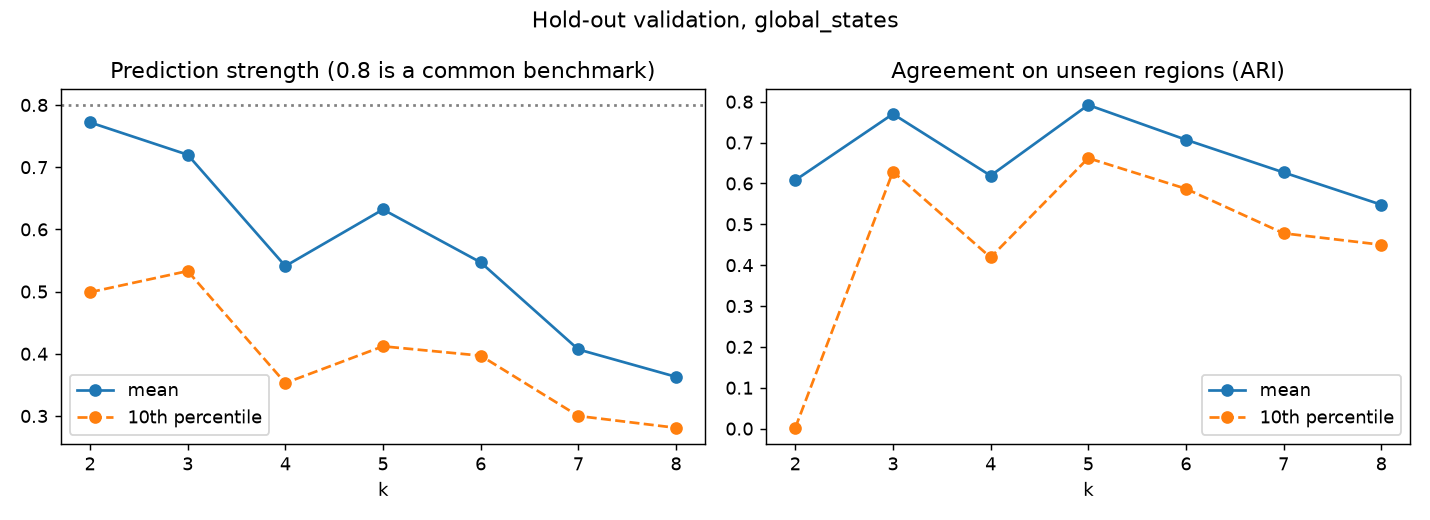 Hold-out validation, global_states
Prediction strength (0.8 is a common benchmark)
0.8
0.7
0.6
0.5
0.4
0.3
mean
10th percentile
2 3 4 5 6 7 8
k
Agreement on unseen regions (ARI)
0.8
0.7
0.6
0.5
0.4
0.3
0.2
0.1
0.0
mean
10th percentile
2 3 4 5 6 7 8
k